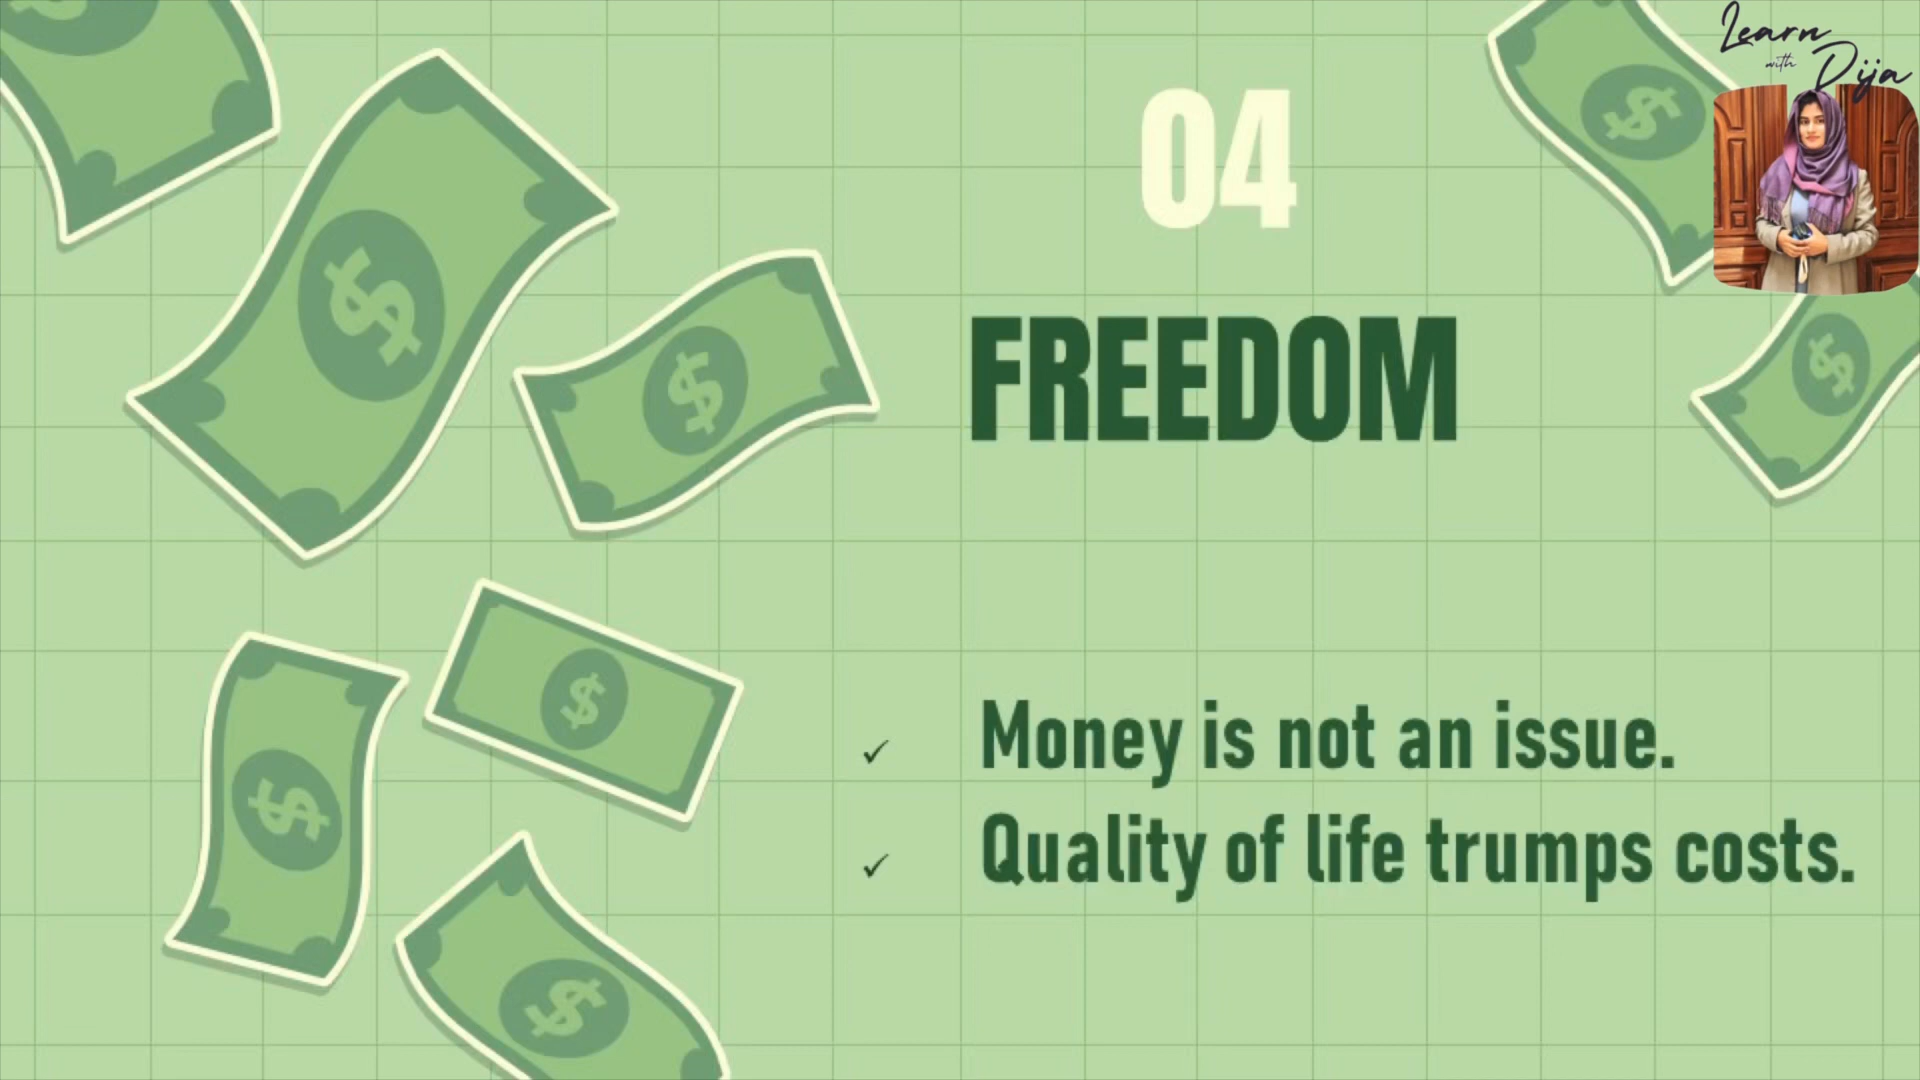 Learn
with
Dija
04
FREEDOM
✓ Money is not an issue.
✓ Quality of life trumps costs.